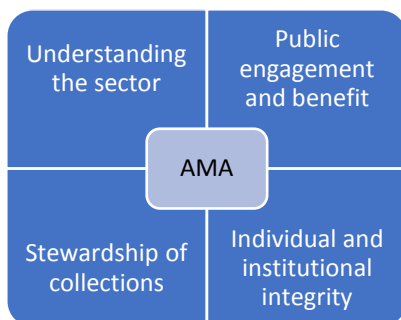 Understanding
the sector
Public
engagement
and benefit
AMA
Stewardship of
collections
Individual and
institutional
integrity